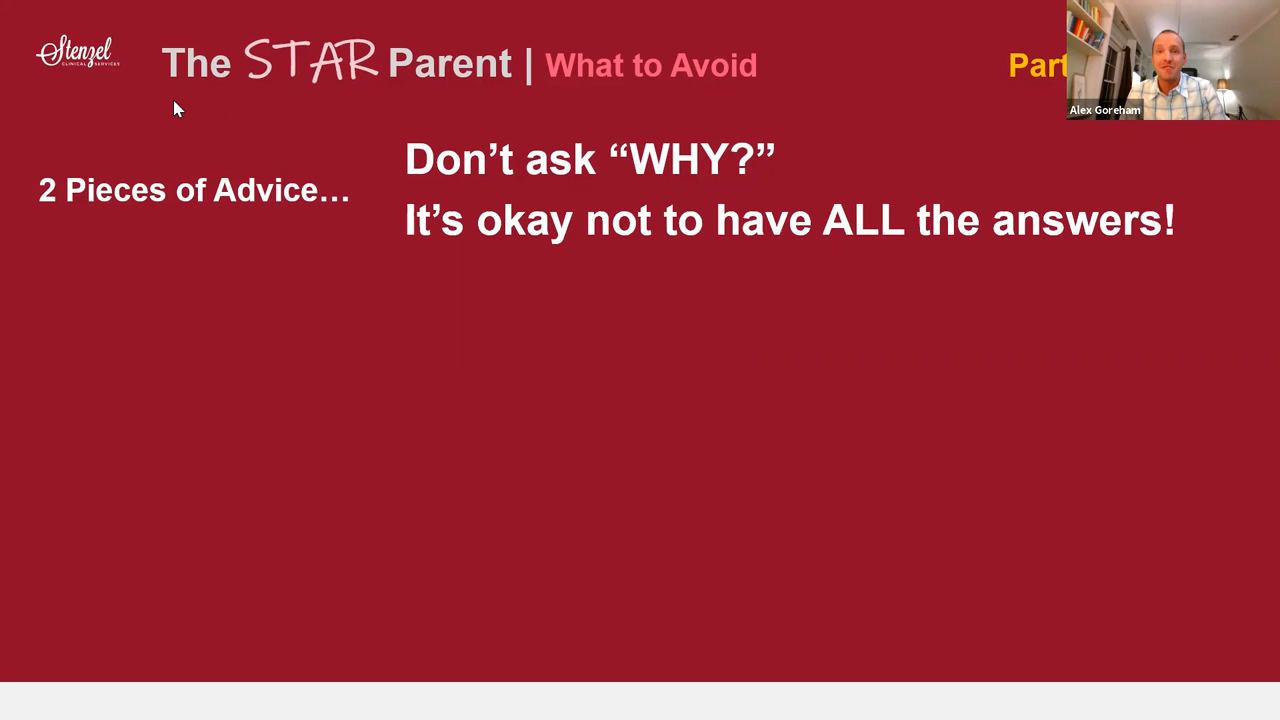 Stenzel
CLINICAL SERVICES
The STAR Parent | What to Avoid
Part
Alex Goreham
2 Pieces of Advice…
Don’t ask “WHY?”
It’s okay not to have ALL the answers!